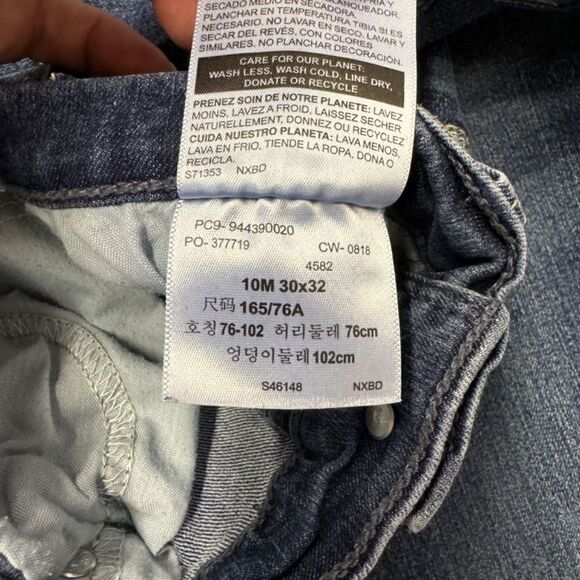 SECADO MEDIO EN SECADORA
PLANCHAR EN TEMPERATURA TIBIA SI ES
NECESARIO. NO LAVAR EN SECO. LAVAR Y
SECAR DEL REVÉS, CON COLORES
SIMILARES. NO PLANCHAR DECORACIÓN.
CARE FOR OUR PLANET:
WASH LESS, WASH COLD, LINE DRY,
DONATE OR RECYCLE
PRENEZ SOIN DE NOTRE PLANETE: LAVEZ
MOINS, LAVEZ A FROID, LAISSEZ SECHER
NATURELLEMENT, DONNEZ OU RECYCLEZ
CUIDA NUESTRO PLANETA: LAVA MENOS,
LAVA EN FRIO, TIENDE LA ROPA, DONA O
RECICLA.
S71353 NXBD
PC9- 944390020
PO- 377719 CW- 0818
4582
10M 30x32
尺码 165/76A
호칭 76-102 허리둘레 76cm
엉덩이둘레 102cm
S46148 NXBD